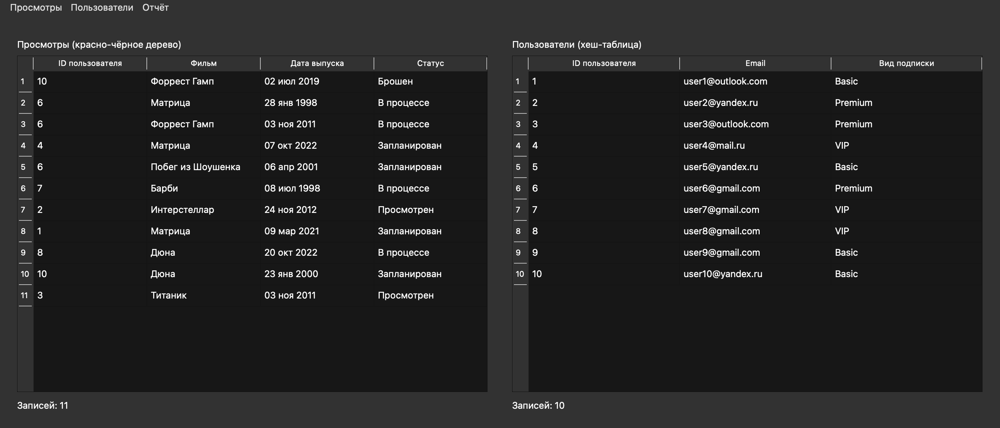 Просмотры Пользователи Отчёт
Просмотры (красно-чёрное дерево)
ID пользователя Фильм Дата выпуска Статус
1 10 Форрест Гамп 02 июл 2019 Брошен
2 6 Матрица 28 янв 1998 В процессе
3 6 Форрест Гамп 03 ноя 2011 В процессе
4 4 Матрица 07 окт 2022 Запланирован
5 6 Побег из Шоушенка 06 апр 2001 Запланирован
6 7 Барби 08 июл 1998 В процессе
7 2 Интерстеллар 24 ноя 2012 Просмотрен
8 1 Матрица 09 мар 2021 Запланирован
9 8 Дюна 20 окт 2022 В процессе
10 10 Дюна 23 янв 2000 Запланирован
11 3 Титаник 03 ноя 2011 Просмотрен
Записей: 11
Пользователи (хеш-таблица)
ID пользователя Email Вид подписки
1 1 user1@outlook.com Basic
2 2 user2@yandex.ru Premium
3 3 user3@outlook.com Premium
4 4 user4@mail.ru VIP
5 5 user5@yandex.ru Basic
6 6 user6@gmail.com Premium
7 7 user7@gmail.com VIP
8 8 user8@gmail.com VIP
9 9 user9@gmail.com Basic
10 10 user10@yandex.ru Basic
Записей: 10